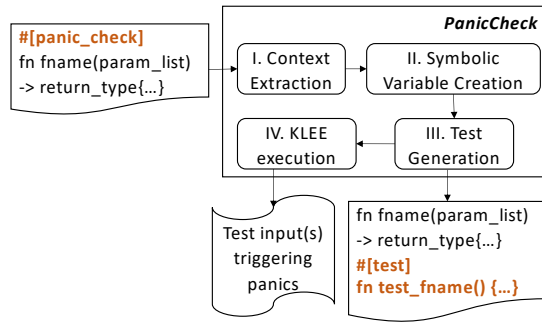 PanicCheck
#[panic_check]
fn fname(param_list)
-> return_type{...}
I. Context
Extraction
II. Symbolic
Variable Creation
IV. KLEE
execution
III. Test
Generation
Test input(s)
triggering
panics
fn fname(param_list)
-> return_type{...}
#[test]
fn test_fname() {...}